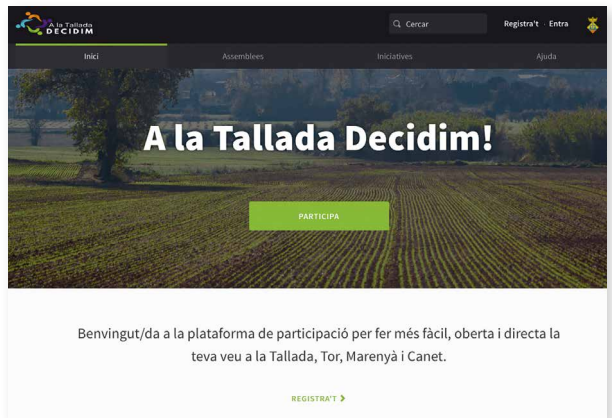 A la Tallada
DECIDIM
Cercar
Registra't · Entra
Inici
Assemblees
Iniciatives
Ajuda
A la Tallada Decidim!
PARTICIPA
Benvingut/da a la plataforma de participació per fer més fàcil, oberta i directa la
teva veu a la Tallada, Tor, Marenyà i Canet.
REGISTRA'T